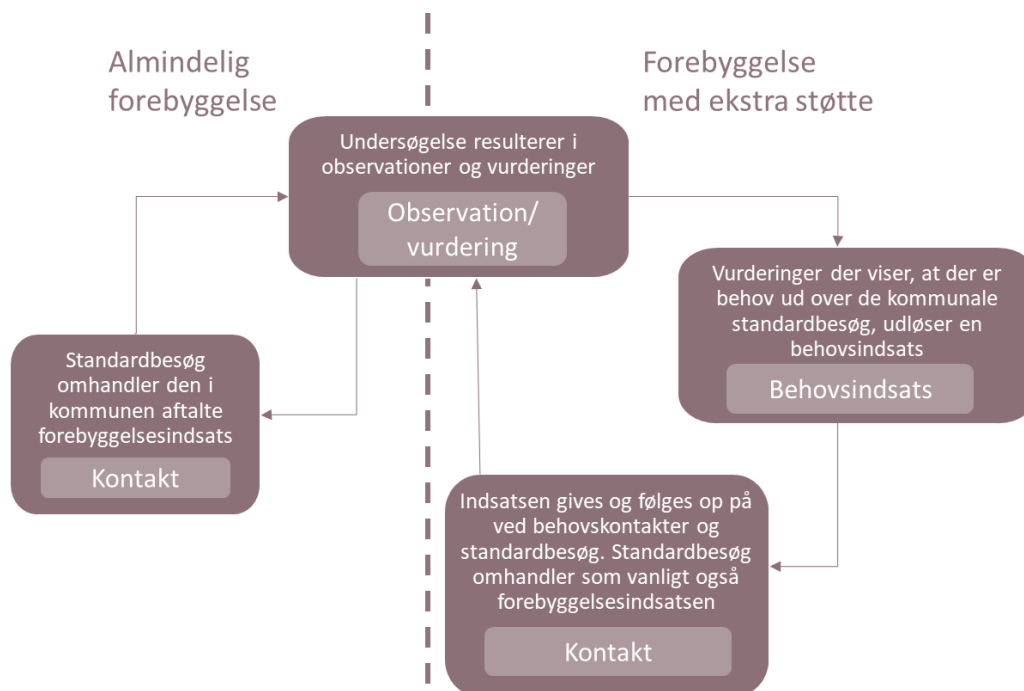 Almindelig
forebyggelse
Forebyggelse
med ekstra støtte
Undersøgelse resulterer i
observationer og vurderinger
Observation/
vurdering
Vurderinger der viser, at der er
behov ud over de kommunale
standardbesøg, udløser en
behovsindsats
Behovsindsats
Standardbesøg
omhandler den i
kommunen aftalte
forebyggelsesindsats
Kontakt
Indsatsen gives og følges op på
ved behovskontakter og
standardbesøg. Standardbesøg
omhandler som vanligt også
forebyggelsesindsatsen
Kontakt